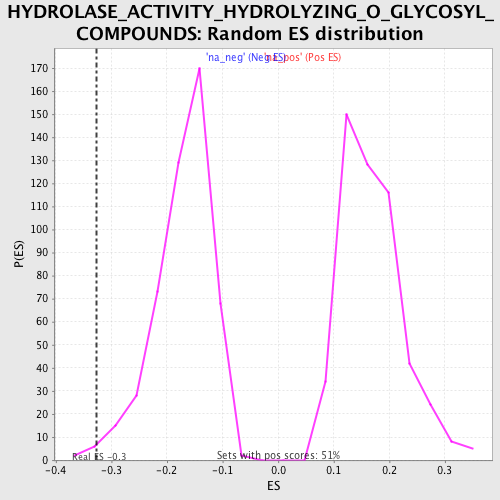 HYDROLASE_ACTIVITY_HYDROLYZING_O_GLYCOSYL_
COMPOUNDS: Random ES distribution
'na_neg' (Neg ES)
'na_pos' (Pos ES)
170
160
150
140
130
120
110
100
90
80
70
60
50
40
30
20
10
0
P(ES)
Real ES -0.3
Sets with pos scores: 51%
-0.4 -0.3 -0.2 -0.1 0.0 0.1 0.2 0.3
ES